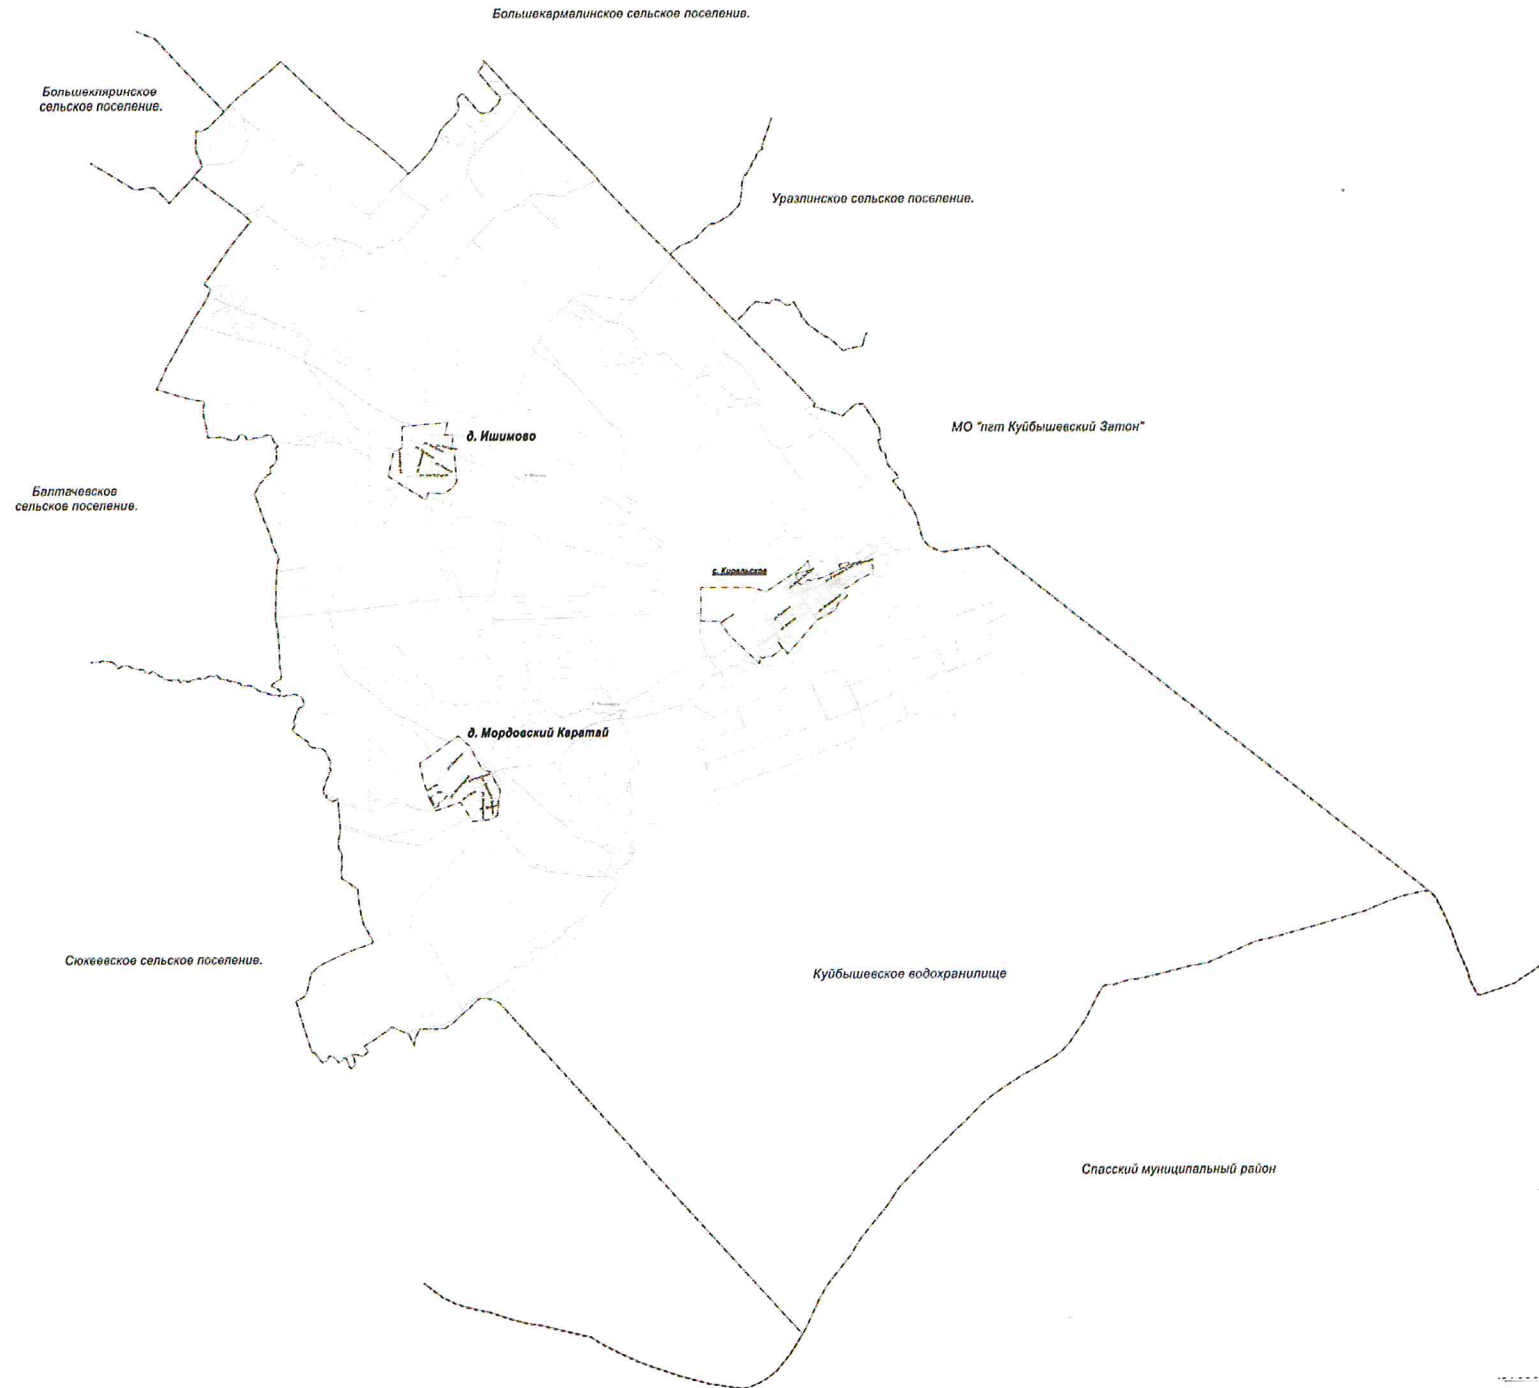 Большекармалинское сельское поселение.
Большекляринское
сельское поселение.
Уразлинское сельское поселение.
МО "пгт Куйбышевский Затон"
д. Ишимово
Балтачевское
сельское поселение.
с. Кирельское
д. Мордовский Каратай
Сюкеевское сельское поселение.
Куйбышевское водохранилище
Спасский муниципальный район